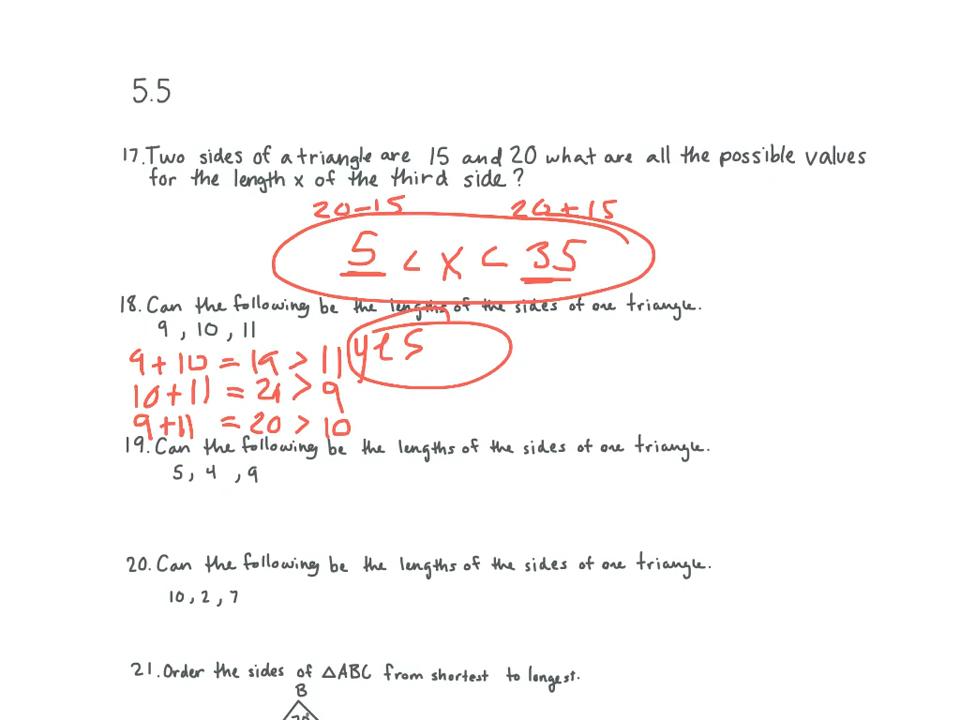 5.5
17. Two sides of a triangle are 15 and 20 what are all the possible values
for the length x of the third side?
20-15 20+15
5 < x < 35
18. Can the following be the lengths of the sides of one triangle.
9, 10, 11
9+10 = 19 > 11 yes
10+11 = 21 > 9
9+11 = 20 > 10
19. Can the following be the lengths of the sides of one triangle.
5, 4, 9
20. Can the following be the lengths of the sides of one triangle.
10, 2, 7
21. Order the sides of △ABC from shortest to longest.
B